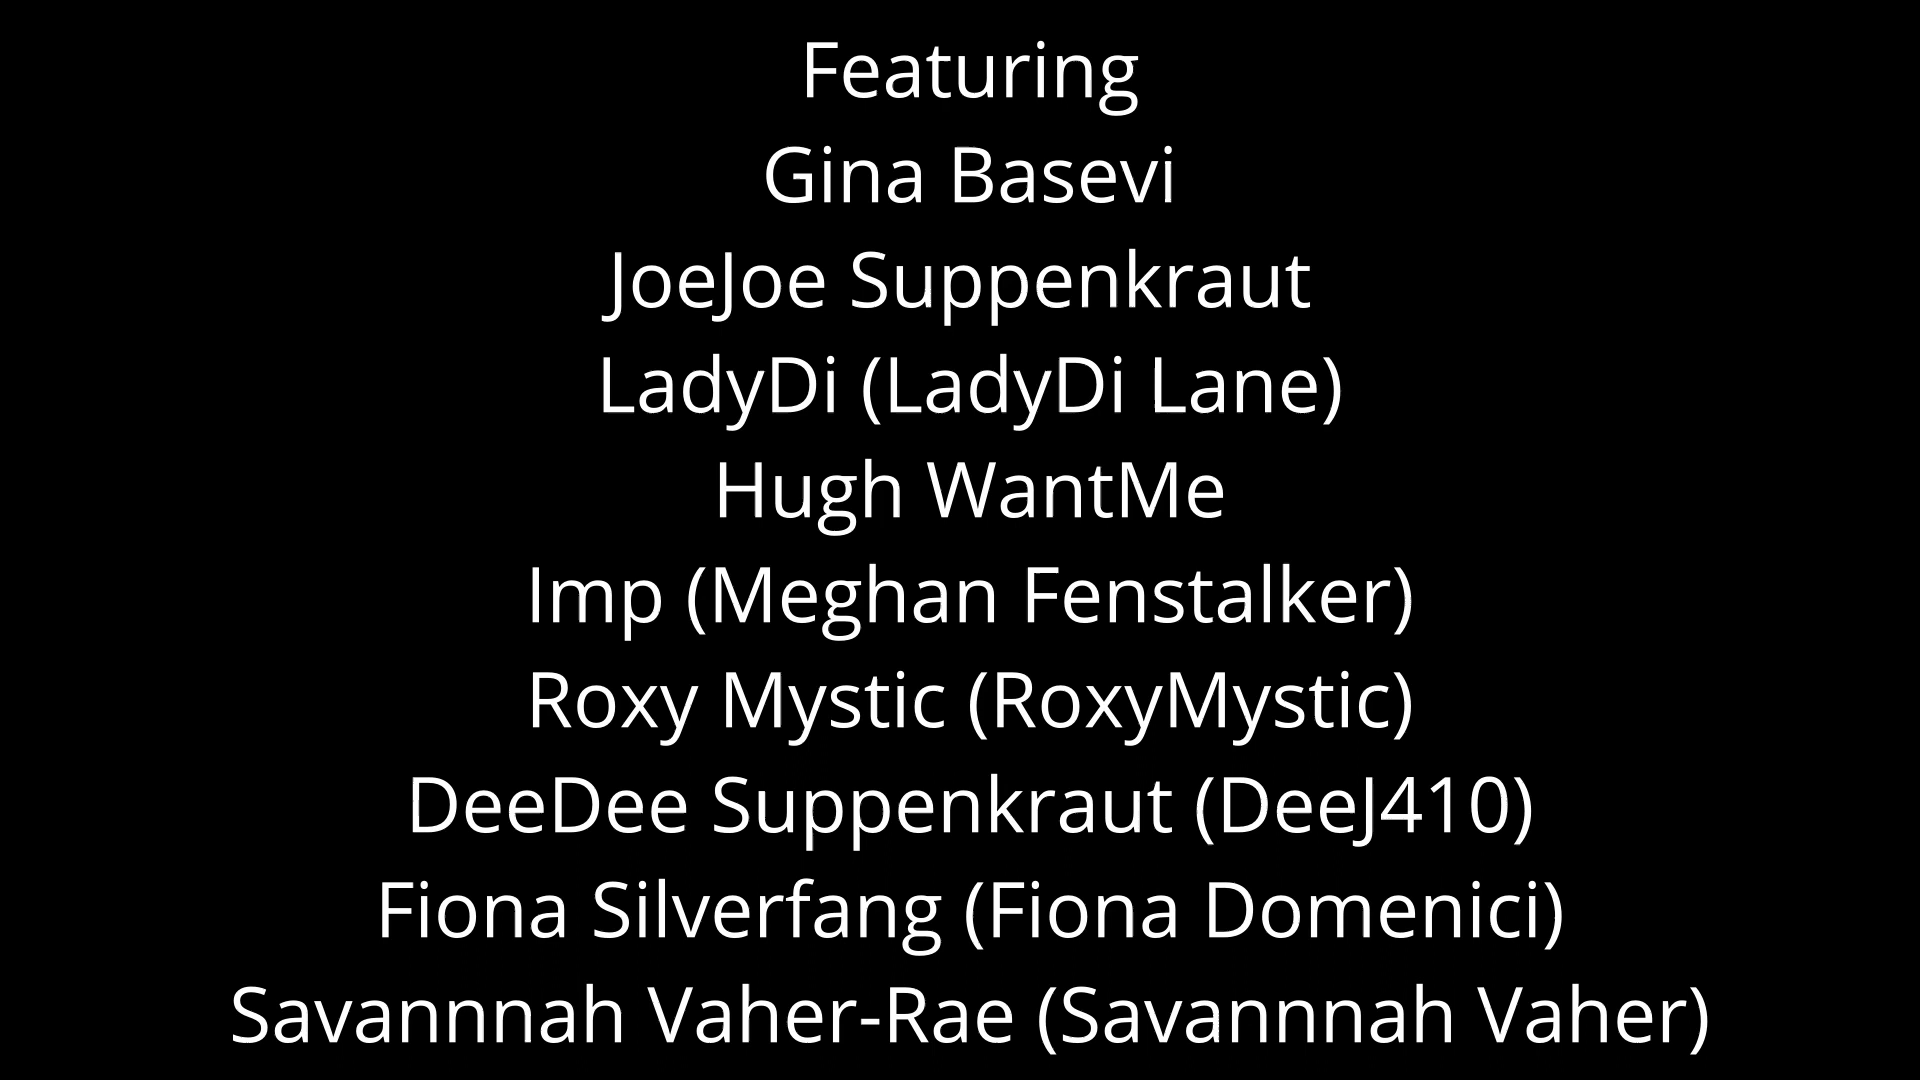 Featuring
Gina Basevi
JoeJoe Suppenkraut
LadyDi (LadyDi Lane)
Hugh WantMe
Imp (Meghan Fenstalker)
Roxy Mystic (RoxyMystic)
DeeDee Suppenkraut (DeeJ410)
Fiona Silverfang (Fiona Domenici)
Savannnah Vaher-Rae (Savannnah Vaher)